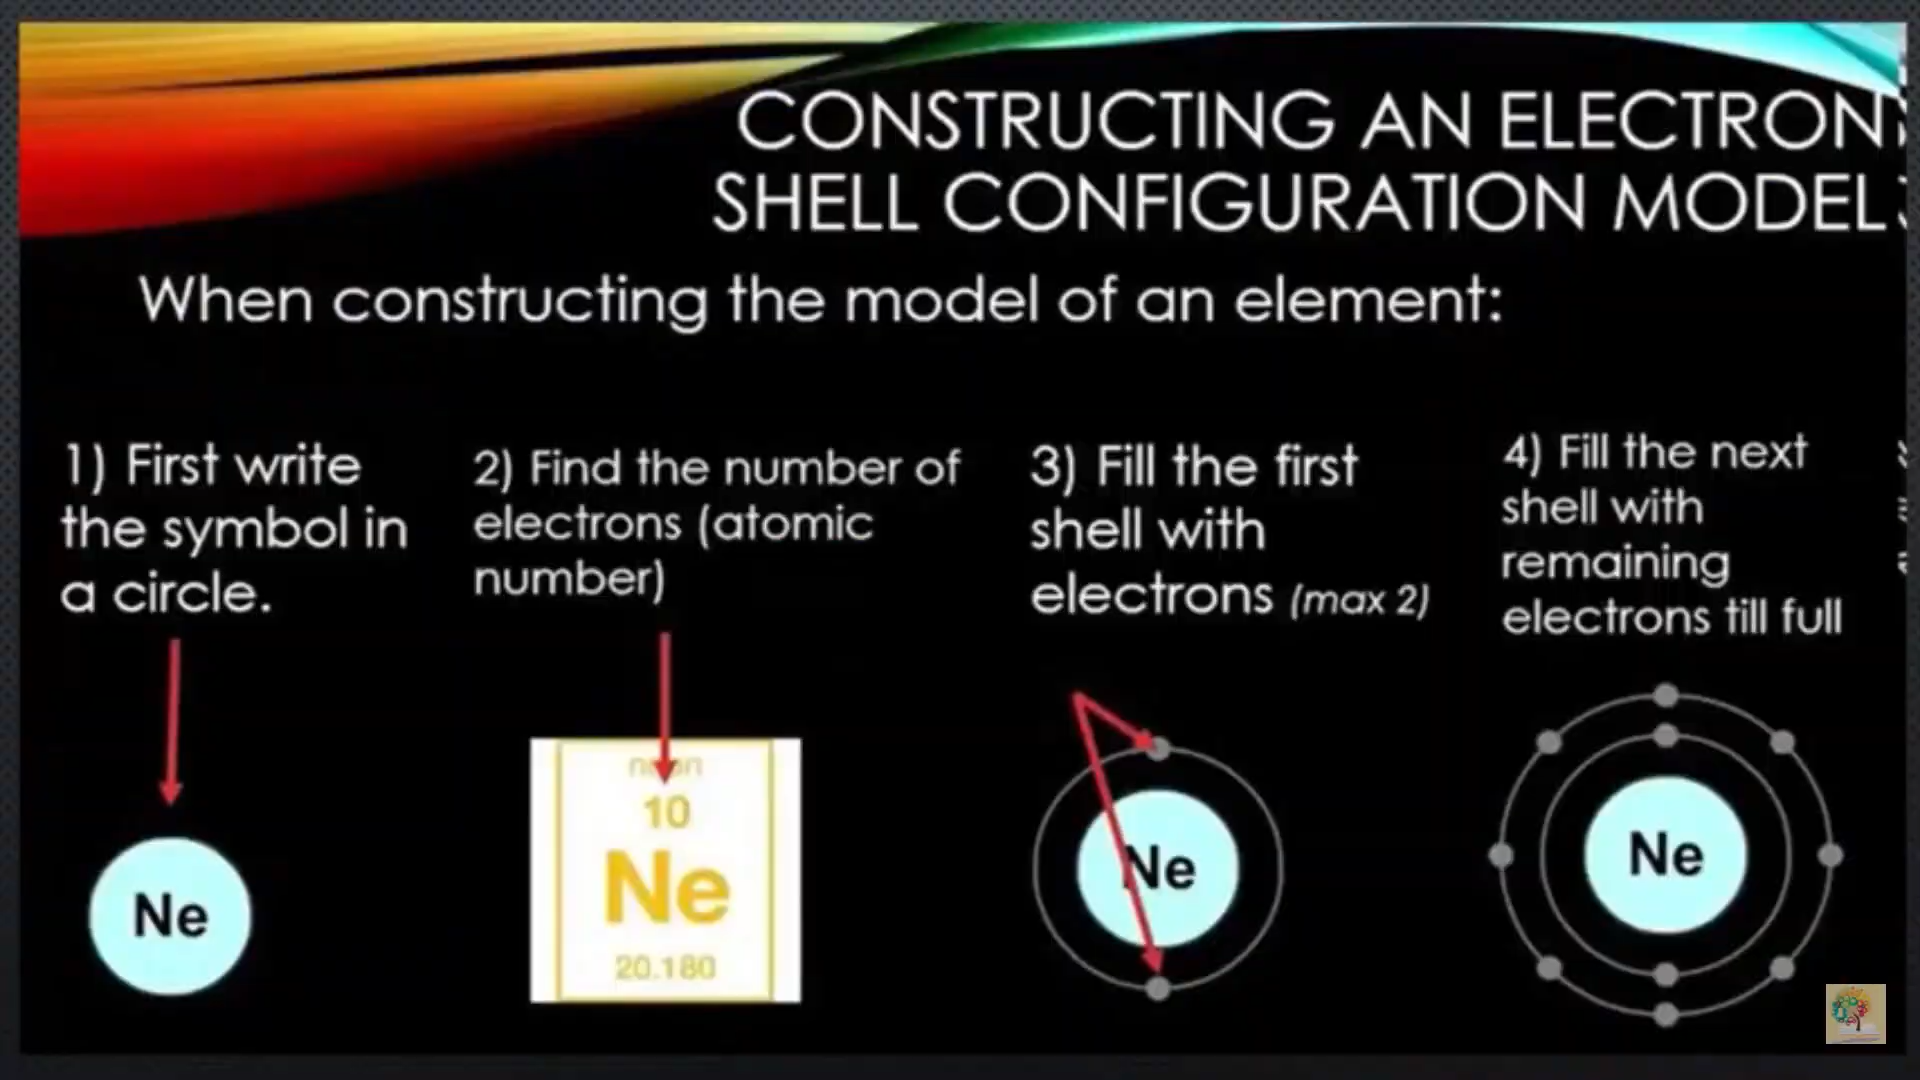 CONSTRUCTING AN ELECTRON
SHELL CONFIGURATION MODEL
When constructing the model of an element:
1) First write
the symbol in
a circle.
2) Find the number of
electrons (atomic
number)
3) Fill the first
shell with
electrons (max 2)
4) Fill the next
shell with
remaining
electrons till full
Ne
10
Ne
20.180
Ne
Ne